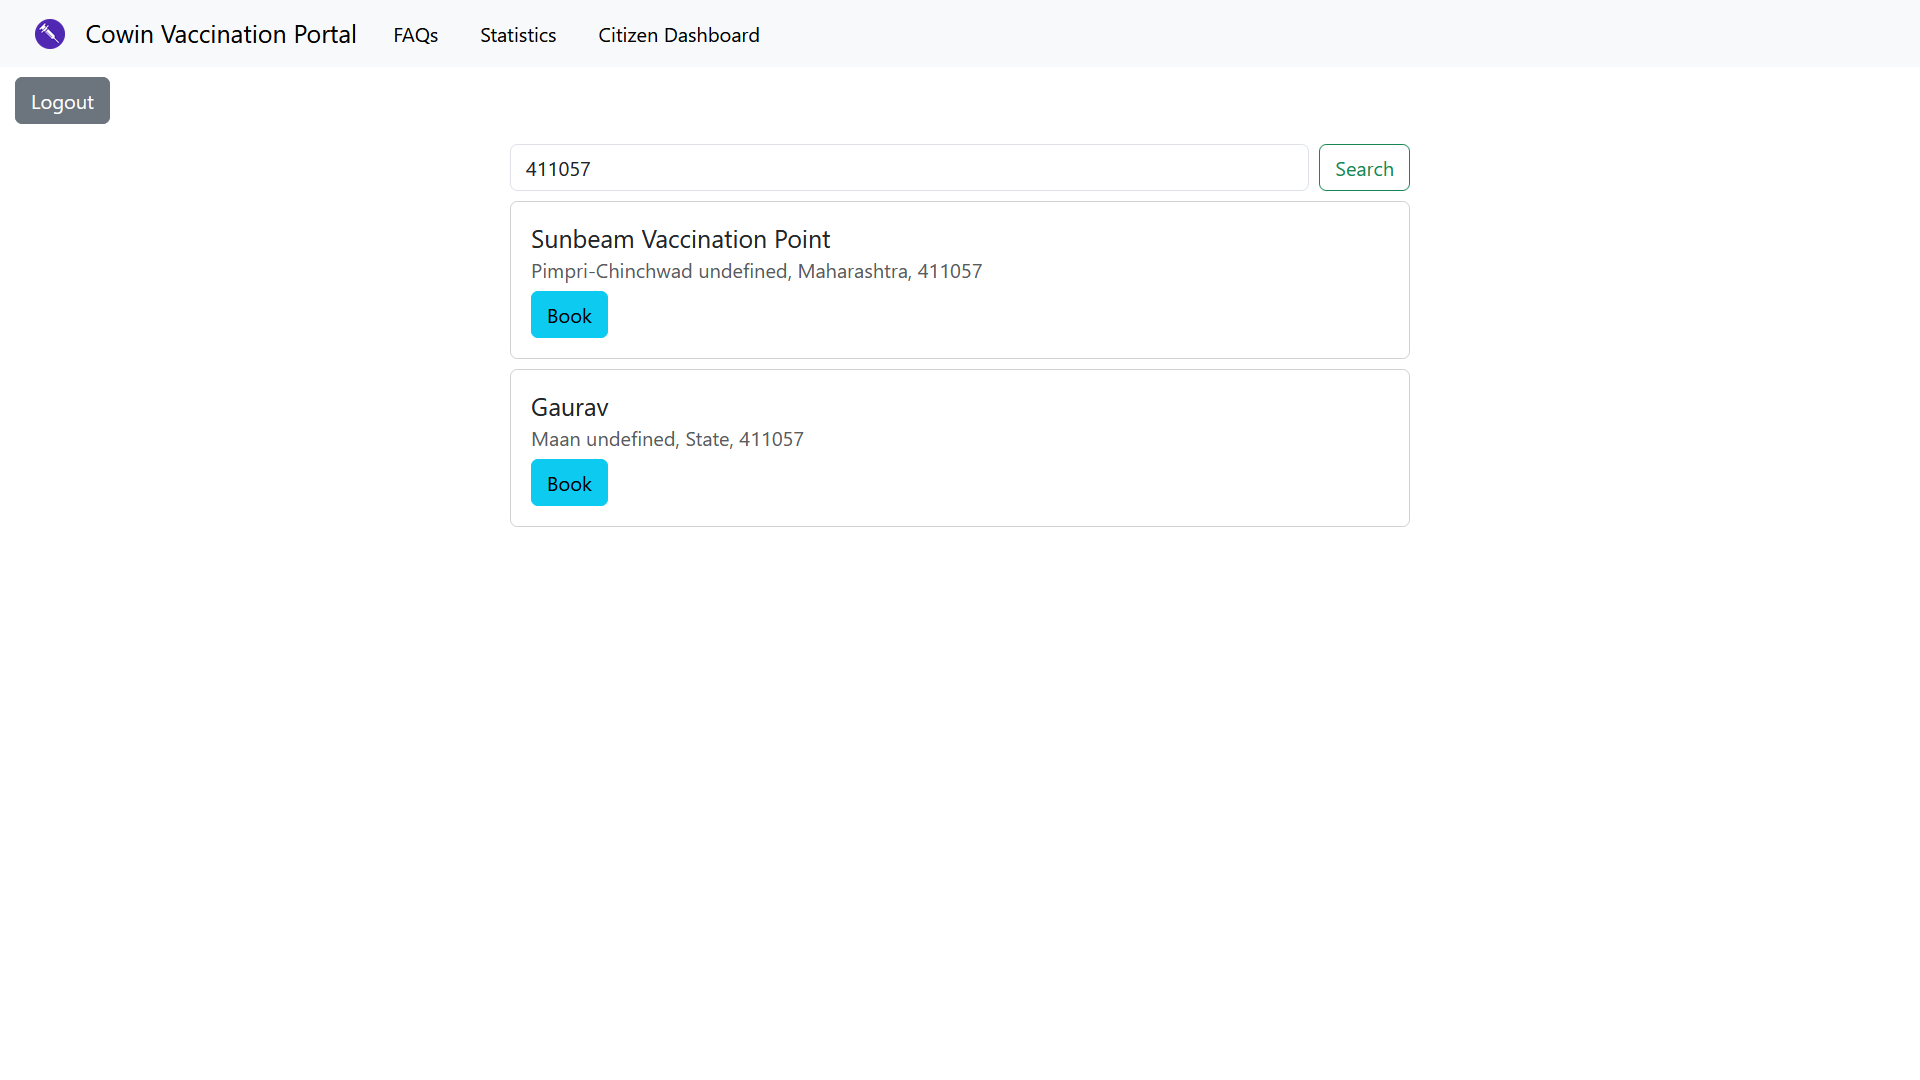 Cowin Vaccination Portal FAQs Statistics Citizen Dashboard
Logout
411057 Search
Sunbeam Vaccination Point
Pimpri-Chinchwad undefined, Maharashtra, 411057
Book
Gaurav
Maan undefined, State, 411057
Book